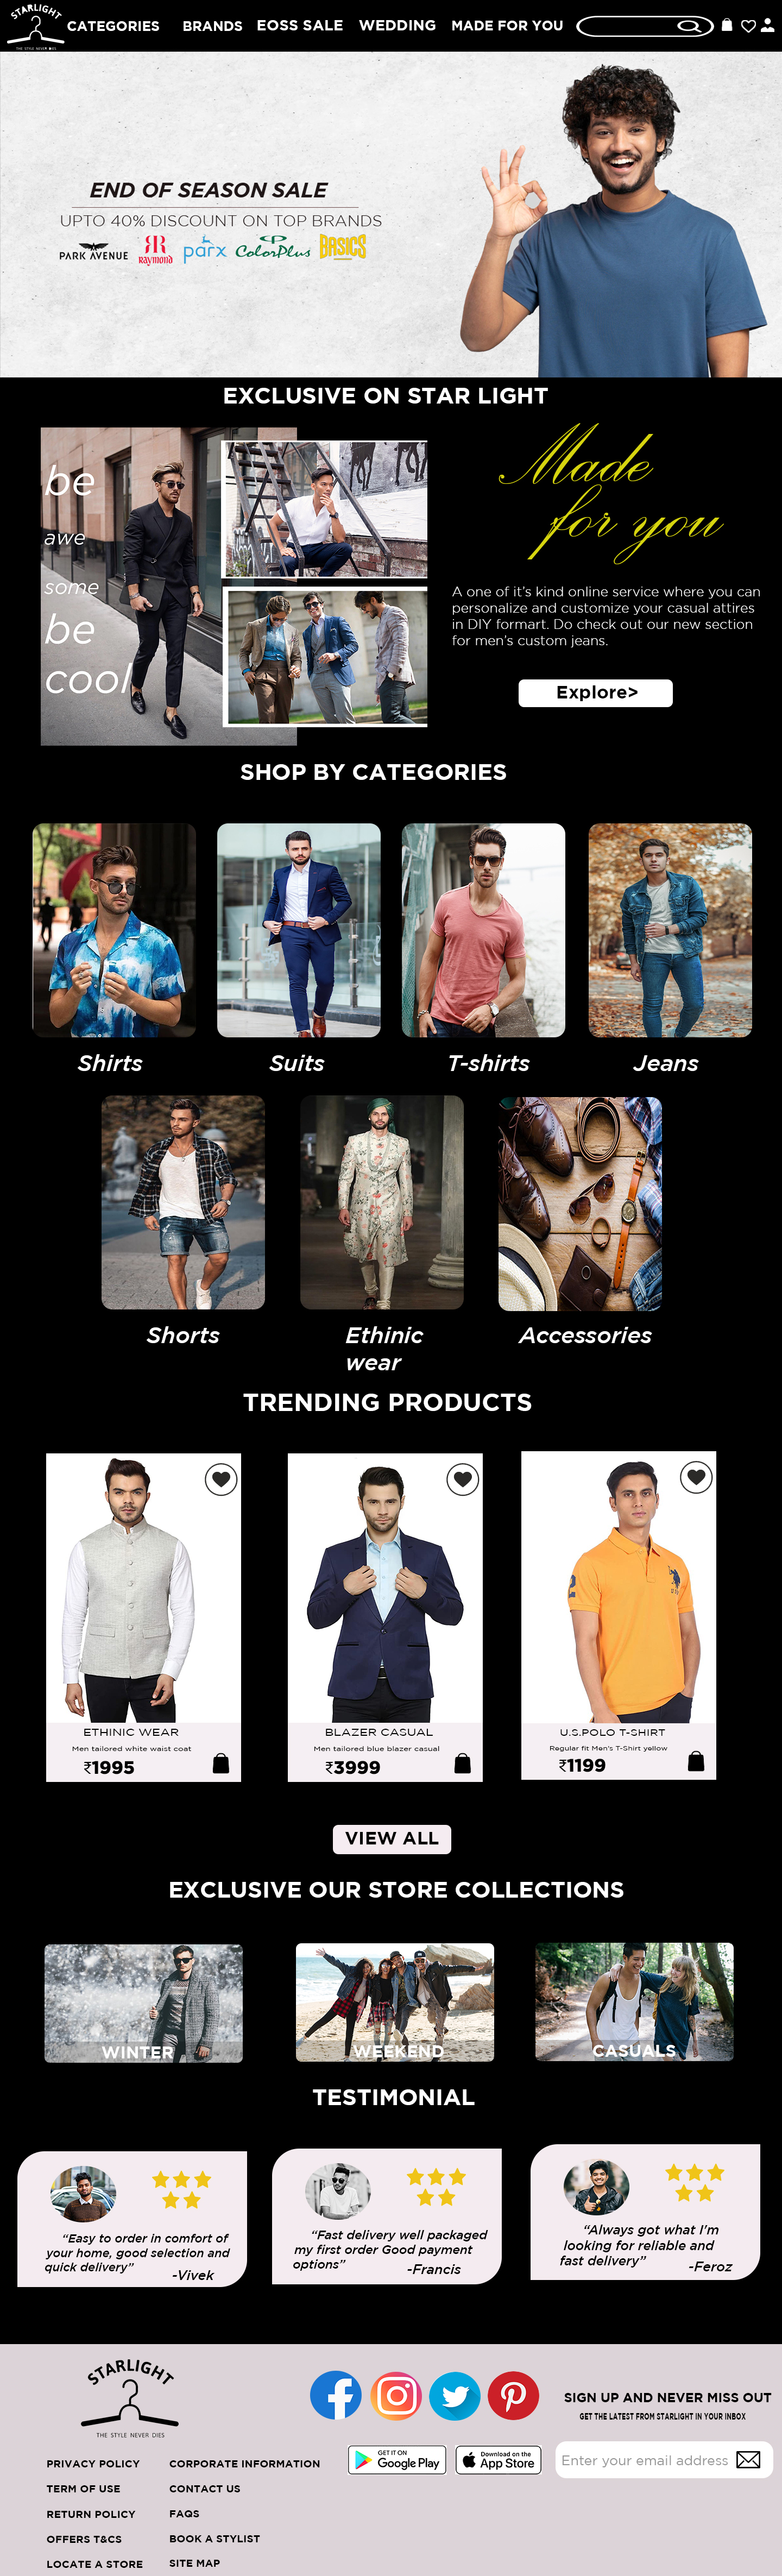 STARLIGHT
THE STYLE NEVER DIES
CATEGORIES BRANDS EOSS SALE WEDDING MADE FOR YOU
END OF SEASON SALE
UPTO 40% DISCOUNT ON TOP BRANDS
PARK AVENUE Raymond parx ColorPlus BASICS
EXCLUSIVE ON STAR LIGHT
be
awe
some
be
cool
Made
for you
A one of it’s kind online service where you can
personalize and customize your casual attires
in DIY formart. Do check out our new section
for men’s custom jeans.
Explore>
SHOP BY CATEGORIES
Shirts Suits T-shirts Jeans
Shorts Ethinic Accessories
wear
TRENDING PRODUCTS
ETHINIC WEAR
Men tailored white waist coat
₹1995
BLAZER CASUAL
Men tailored blue blazer casual
₹3999
U.S.POLO T-SHIRT
Regular fit Men's T-Shirt yellow
₹1199
VIEW ALL
EXCLUSIVE OUR STORE COLLECTIONS
WINTER WEEKEND CASUALS
TESTIMONIAL
“Easy to order in comfort of
your home, good selection and
quick delivery”
-Vivek
“Fast delivery well packaged
my first order Good payment
options”
-Francis
“Always got what I'm
looking for reliable and
fast delivery”
-Feroz
STARLIGHT
THE STYLE NEVER DIES
PRIVACY POLICY
TERM OF USE
RETURN POLICY
OFFERS T&CS
LOCATE A STORE
CORPORATE INFORMATION
CONTACT US
FAQS
BOOK A STYLIST
SITE MAP
GET IT ON
Google Play
Download on the
App Store
SIGN UP AND NEVER MISS OUT
GET THE LATEST FROM STARLIGHT IN YOUR INBOX
Enter your email address